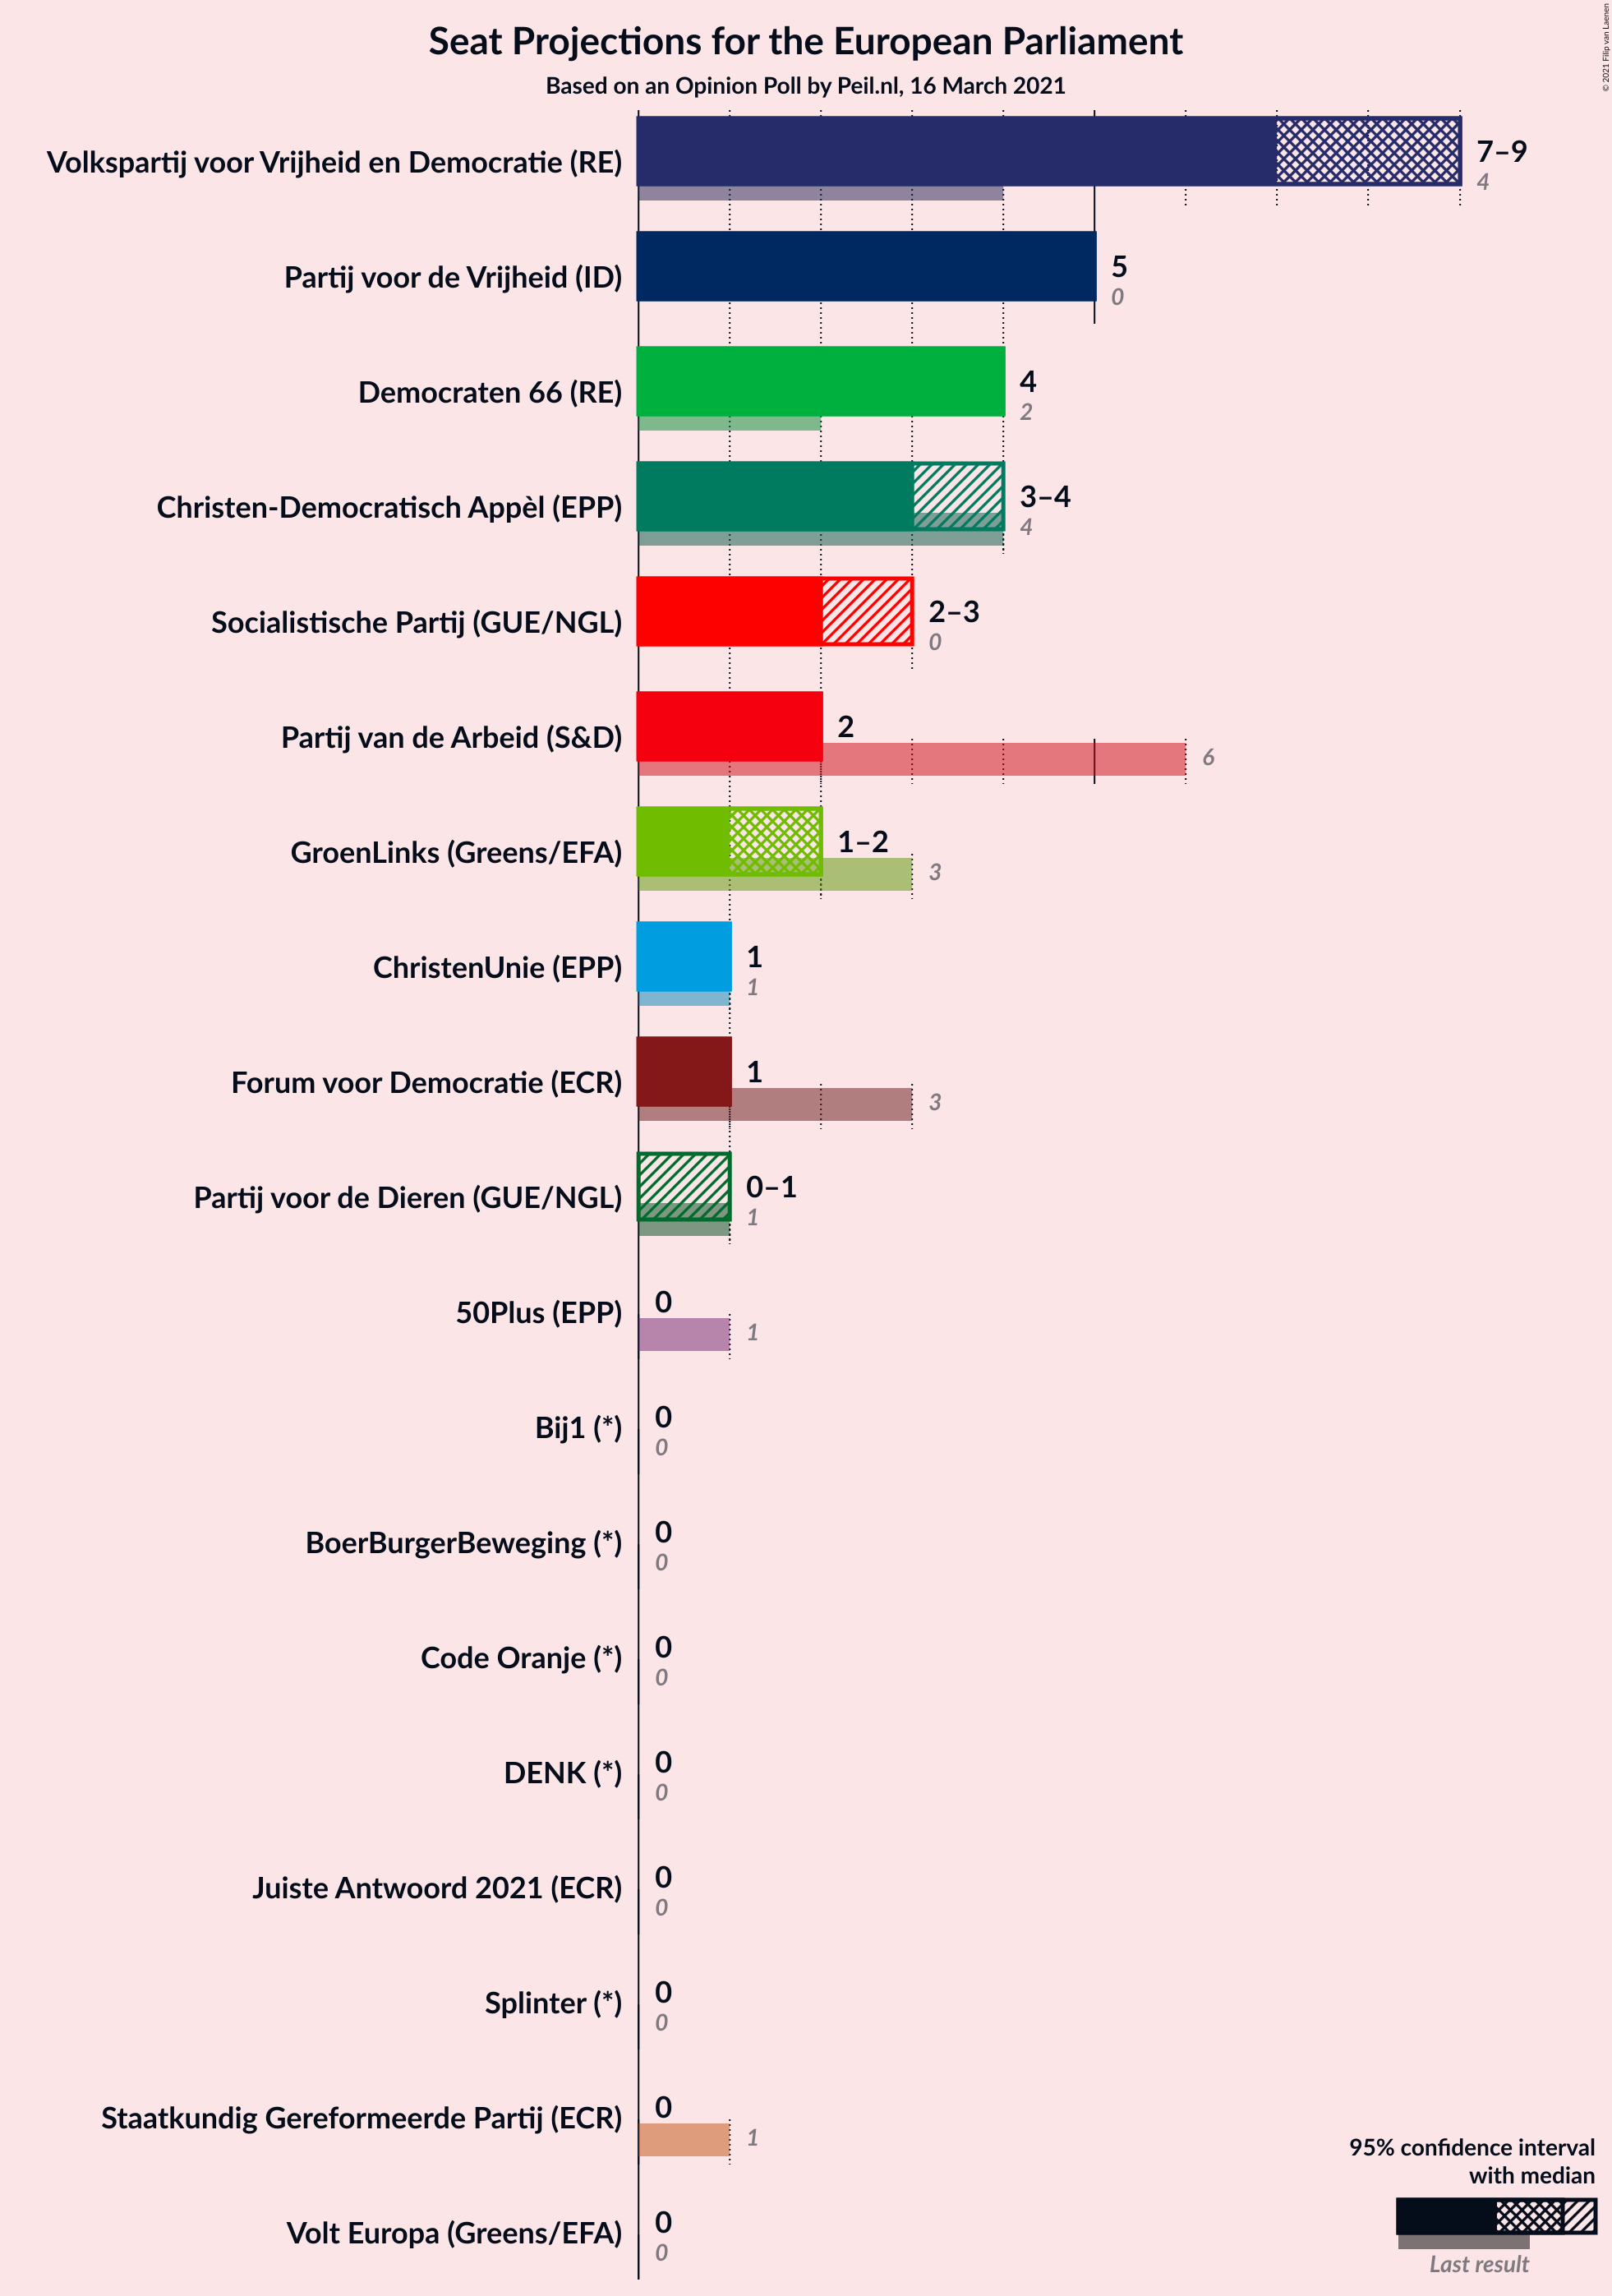 Seat Projections for the European Parliament
Based on an Opinion Poll by Peil.nl, 16 March 2021
© 2021 Filip van Laenen
Volkspartij voor Vrijheid en Democratie (RE)
7–9
4
Partij voor de Vrijheid (ID)
5
0
Democraten 66 (RE)
4
2
Christen-Democratisch Appèl (EPP)
3–4
4
Socialistische Partij (GUE/NGL)
2–3
0
Partij van de Arbeid (S&D)
2
6
GroenLinks (Greens/EFA)
1–2
3
ChristenUnie (EPP)
1
1
Forum voor Democratie (ECR)
1
3
Partij voor de Dieren (GUE/NGL)
0–1
1
50Plus (EPP)
0
1
Bij1 (*)
0
0
BoerBurgerBeweging (*)
0
0
Code Oranje (*)
0
0
DENK (*)
0
0
Juiste Antwoord 2021 (ECR)
0
0
Splinter (*)
0
0
Staatkundig Gereformeerde Partij (ECR)
0
1
Volt Europa (Greens/EFA)
0
0
95% confidence interval
with median
Last result